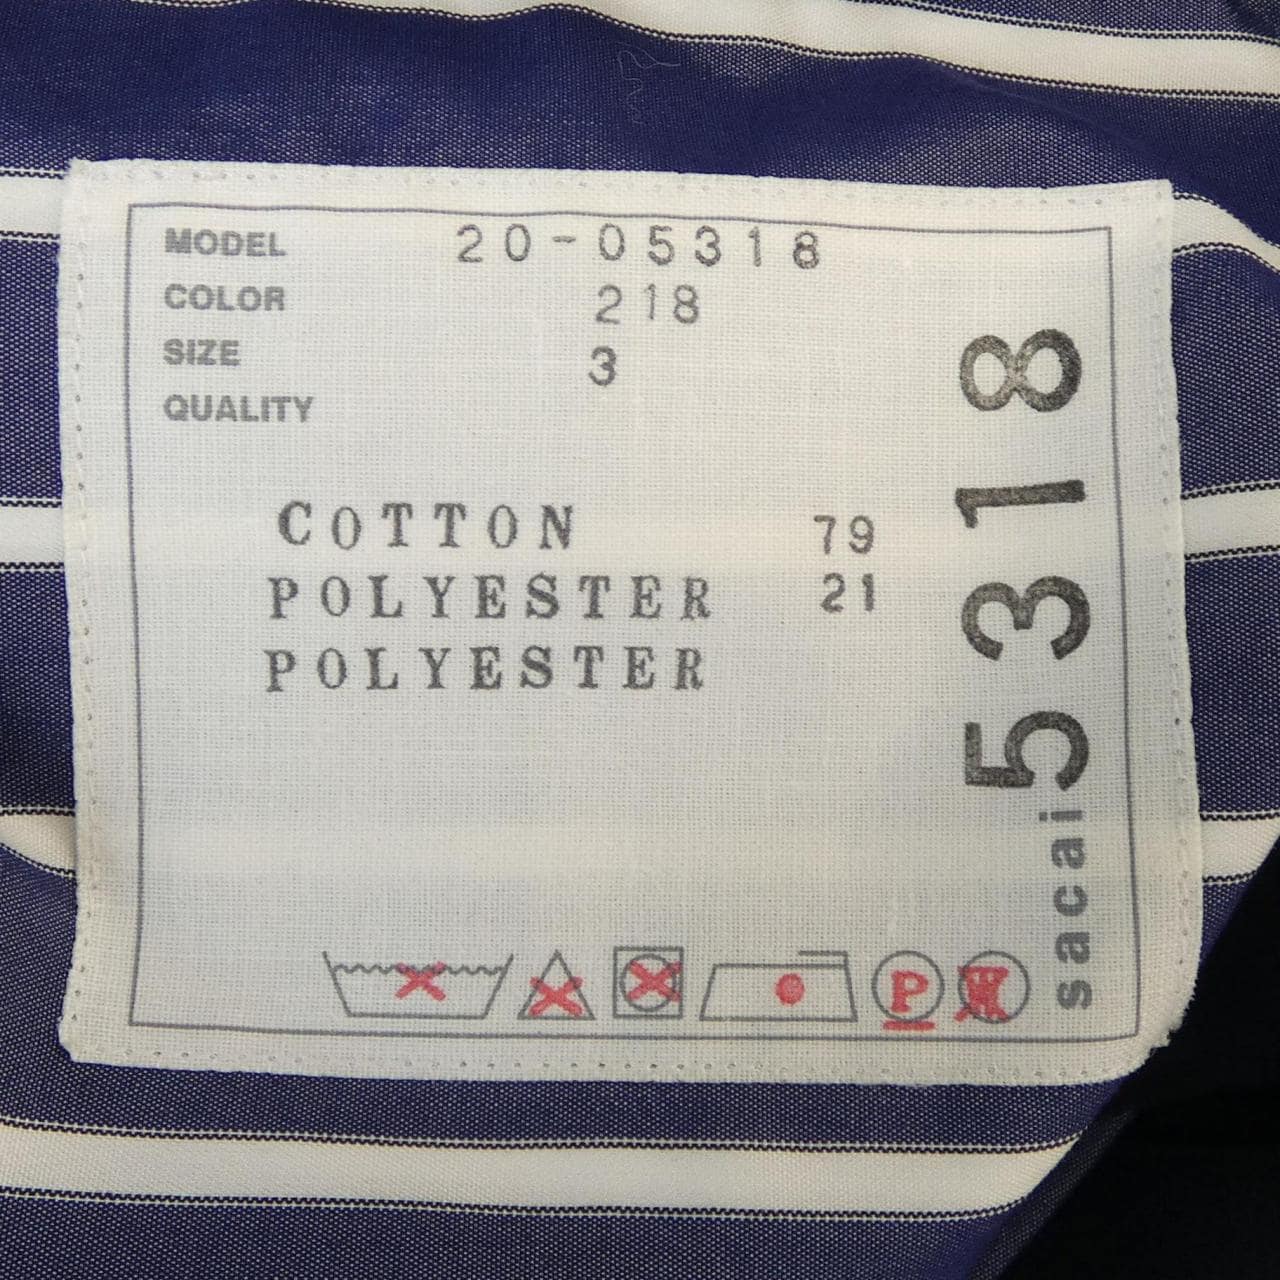 MODEL 20-05318
COLOR 218
SIZE 3
QUALITY
COTTON 79
POLYESTER 21
POLYESTER
sacai 5318
P
W